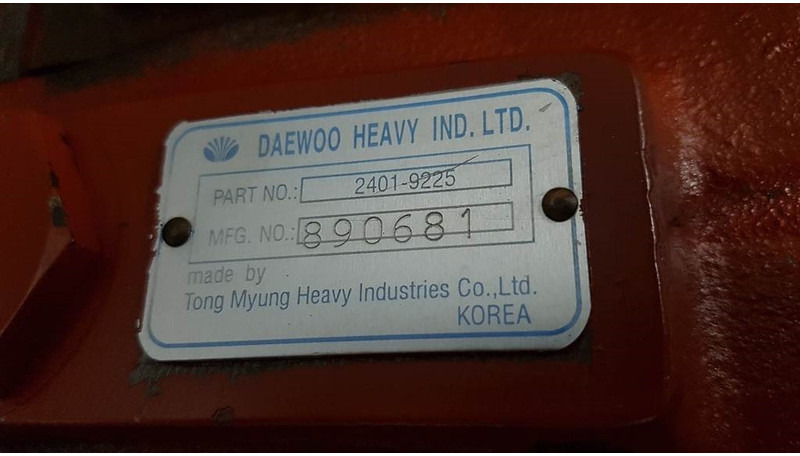 DAEWOO HEAVY IND. LTD.
PART NO.: 2401-9225
MFG. NO.: 890681
made by
Tong Myung Heavy Industries Co.,Ltd.
KOREA